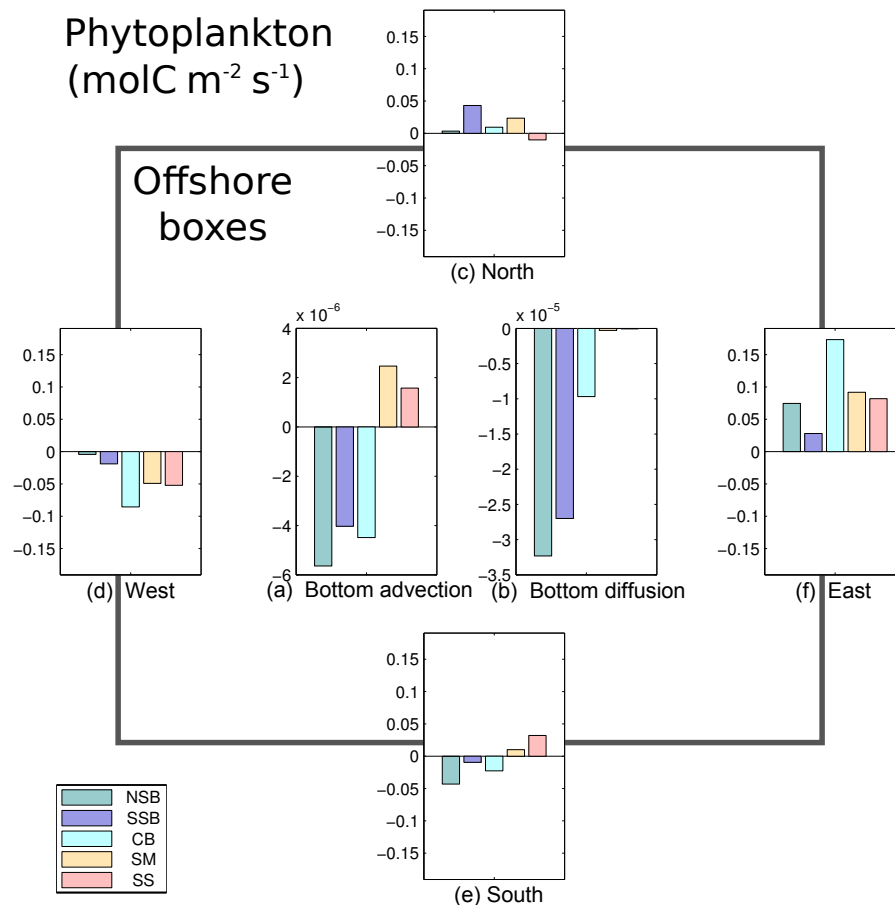 Phytoplankton
(molC m⁻² s⁻¹)
0.15
0.1
0.05
0
−0.05
−0.1
−0.15
(c) North
Offshore
boxes
0.15
0.1
0.05
0
−0.05
−0.1
−0.15
(d) West
x 10⁻⁶
4
2
0
−2
−4
−6
(a) Bottom advection
x 10⁻⁵
0
−0.5
−1
−1.5
−2
−2.5
−3
−3.5
(b) Bottom diffusion
0.15
0.1
0.05
0
−0.05
−0.1
−0.15
(f) East
0.15
0.1
0.05
0
−0.05
−0.1
−0.15
(e) South
NSB
SSB
CB
SM
SS